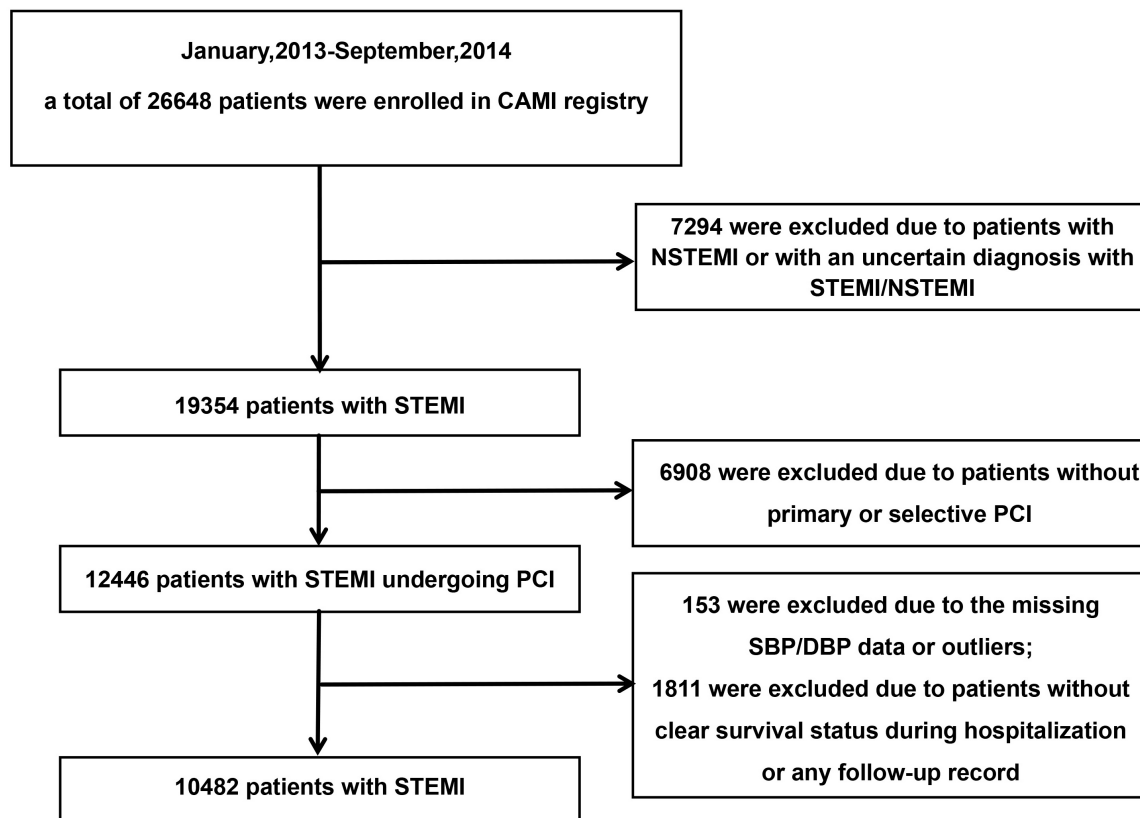 January,2013-September,2014
a total of 26648 patients were enrolled in CAMI registry
7294 were excluded due to patients with
NSTEMI or with an uncertain diagnosis with
STEMI/NSTEMI
19354 patients with STEMI
6908 were excluded due to patients without
primary or selective PCI
12446 patients with STEMI undergoing PCI
153 were excluded due to the missing
SBP/DBP data or outliers;
1811 were excluded due to patients without
clear survival status during hospitalization
or any follow-up record
10482 patients with STEMI